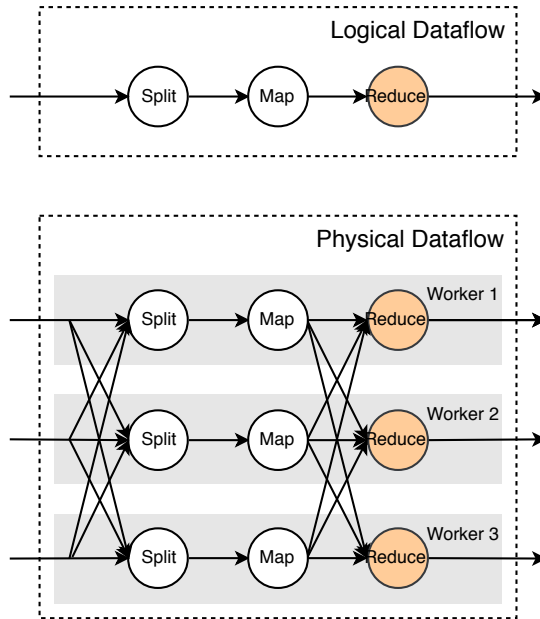 Logical Dataflow
Split
Map
Reduce
Physical Dataflow
Worker 1
Split
Map
Reduce
Worker 2
Split
Map
Reduce
Worker 3
Split
Map
Reduce